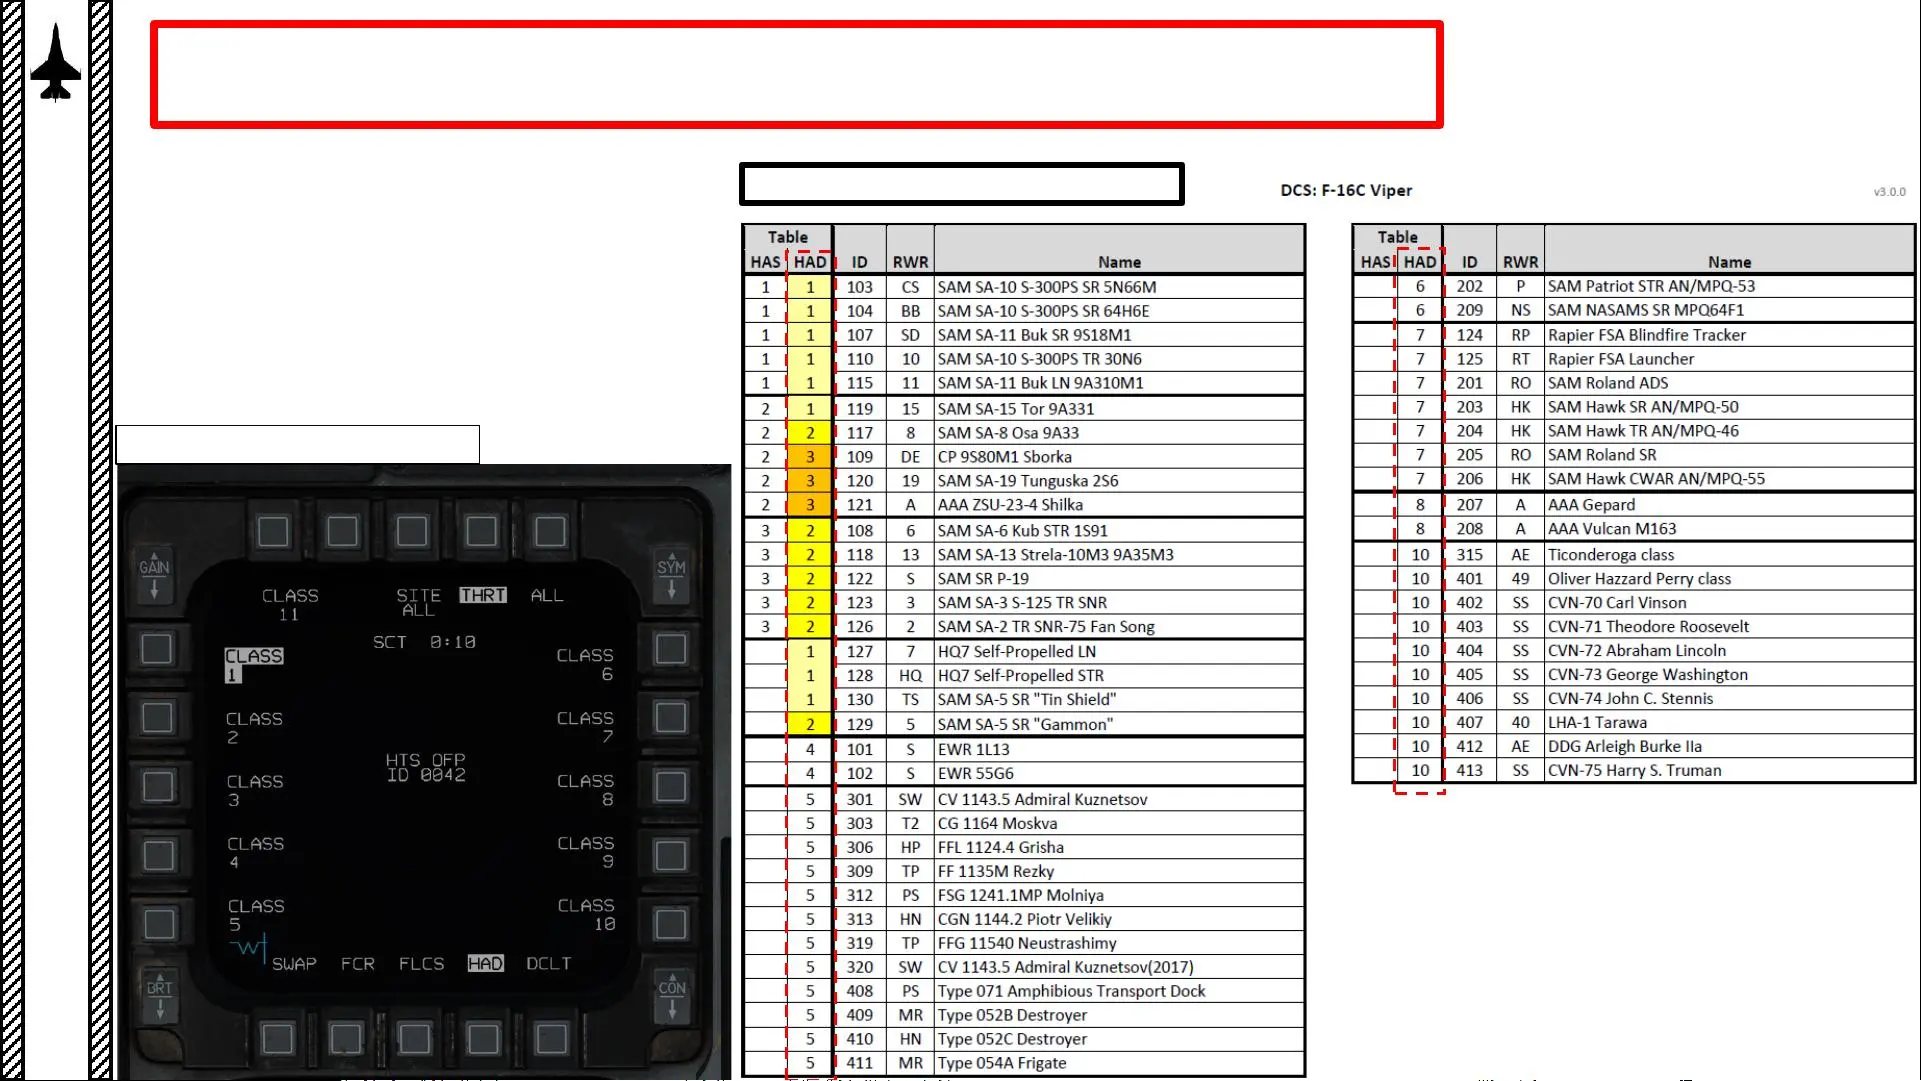 DCS: F-16C Viper
v3.0.0
Table
HAS HAD ID RWR Name
1 1 103 CS SAM SA-10 S-300PS SR 5N66M
1 1 104 BB SAM SA-10 S-300PS SR 64H6E
1 1 107 SD SAM SA-11 Buk SR 9S18M1
1 1 110 10 SAM SA-10 S-300PS TR 30N6
1 1 115 11 SAM SA-11 Buk LN 9A310M1
2 1 119 15 SAM SA-15 Tor 9A331
2 2 117 8 SAM SA-8 Osa 9A33
2 3 109 DE CP 9S80M1 Sborka
2 3 120 19 SAM SA-19 Tunguska 2S6
2 3 121 A AAA ZSU-23-4 Shilka
3 2 108 6 SAM SA-6 Kub STR 1S91
3 2 118 13 SAM SA-13 Strela-10M3 9A35M3
3 2 122 S SAM SR P-19
3 2 123 3 SAM SA-3 S-125 TR SNR
3 2 126 2 SAM SA-2 TR SNR-75 Fan Song
1 127 7 HQ7 Self-Propelled LN
1 128 HQ HQ7 Self-Propelled STR
1 130 TS SAM SA-5 SR "Tin Shield"
2 129 5 SAM SA-5 SR "Gammon"
4 101 S EWR 1L13
4 102 S EWR 55G6
5 301 SW CV 1143.5 Admiral Kuznetsov
5 303 T2 CG 1164 Moskva
5 306 HP FFL 1124.4 Grisha
5 309 TP FF 1135M Rezky
5 312 PS FSG 1241.1MP Molniya
5 313 HN CGN 1144.2 Piotr Velikiy
5 319 TP FFG 11540 Neustrashimy
5 320 SW CV 1143.5 Admiral Kuznetsov(2017)
5 408 PS Type 071 Amphibious Transport Dock
5 409 MR Type 052B Destroyer
5 410 HN Type 052C Destroyer
5 411 MR Type 054A Frigate
Table
HAS HAD ID RWR Name
6 202 P SAM Patriot STR AN/MPQ-53
6 209 NS SAM NASAMS SR MPQ64F1
7 124 RP Rapier FSA Blindfire Tracker
7 125 RT Rapier FSA Launcher
7 201 RO SAM Roland ADS
7 203 HK SAM Hawk SR AN/MPQ-50
7 204 HK SAM Hawk TR AN/MPQ-46
7 205 RO SAM Roland SR
7 206 HK SAM Hawk CWAR AN/MPQ-55
8 207 A AAA Gepard
8 208 A AAA Vulcan M163
10 315 AE Ticonderoga class
10 401 49 Oliver Hazzard Perry class
10 402 SS CVN-70 Carl Vinson
10 403 SS CVN-71 Theodore Roosevelt
10 404 SS CVN-72 Abraham Lincoln
10 405 SS CVN-73 George Washington
10 406 SS CVN-74 John C. Stennis
10 407 40 LHA-1 Tarawa
10 412 AE DDG Arleigh Burke IIa
10 413 SS CVN-75 Harry S. Truman
GAIN
SYM
CLASS SITE THRT ALL
11 ALL
SCT 0:10
CLASS CLASS
1 6
CLASS CLASS
2 7
HTS OFP
ID 0042
CLASS CLASS
3 8
CLASS CLASS
4 9
CLASS CLASS
5 10
SWAP FCR FLCS HAD DCLT
BRT
CON